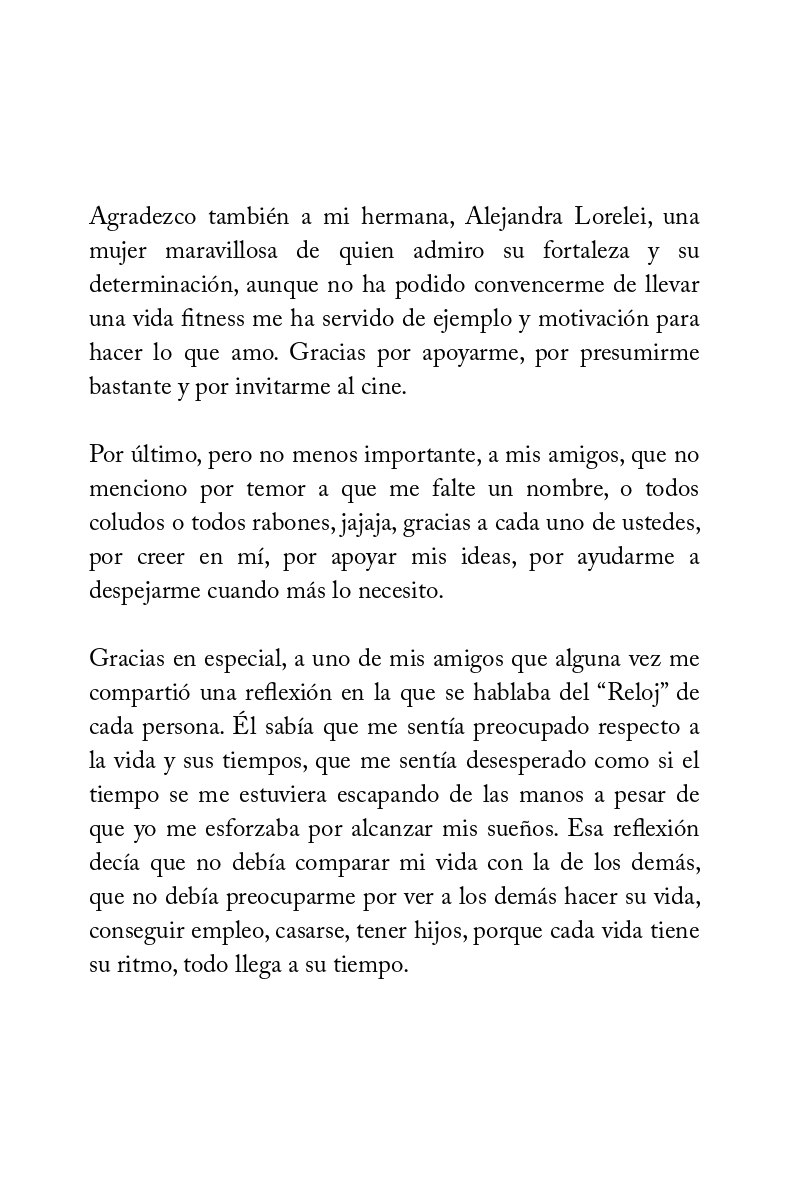 Agradezco también a mi hermana, Alejandra Lorelei, una
mujer maravillosa de quien admiro su fortaleza y su
determinación, aunque no ha podido convencerme de llevar
una vida fitness me ha servido de ejemplo y motivación para
hacer lo que amo. Gracias por apoyarme, por presumirme
bastante y por invitarme al cine.
Por último, pero no menos importante, a mis amigos, que no
menciono por temor a que me falte un nombre, o todos
coludos o todos rabones, jajaja, gracias a cada uno de ustedes,
por creer en mí, por apoyar mis ideas, por ayudarme a
despejarme cuando más lo necesito.
Gracias en especial, a uno de mis amigos que alguna vez me
compartió una reflexión en la que se hablaba del “Reloj” de
cada persona. Él sabía que me sentía preocupado respecto a
la vida y sus tiempos, que me sentía desesperado como si el
tiempo se me estuviera escapando de las manos a pesar de
que yo me esforzaba por alcanzar mis sueños. Esa reflexión
decía que no debía comparar mi vida con la de los demás,
que no debía preocuparme por ver a los demás hacer su vida,
conseguir empleo, casarse, tener hijos, porque cada vida tiene
su ritmo, todo llega a su tiempo.